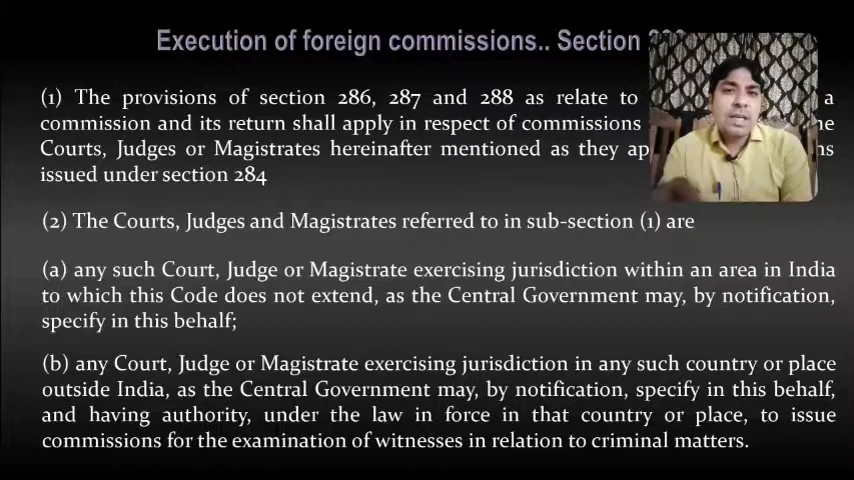 Execution of foreign commissions.. Section
(1) The provisions of section 286, 287 and 288 as relate to a
commission and its return shall apply in respect of commissions
Courts, Judges or Magistrates hereinafter mentioned as they
issued under section 284
(2) The Courts, Judges and Magistrates referred to in sub-section (1) are
(a) any such Court, Judge or Magistrate exercising jurisdiction within an area in India
to which this Code does not extend, as the Central Government may, by notification,
specify in this behalf;
(b) any Court, Judge or Magistrate exercising jurisdiction in any such country or place
outside India, as the Central Government may, by notification, specify in this behalf,
and having authority, under the law in force in that country or place, to issue
commissions for the examination of witnesses in relation to criminal matters.